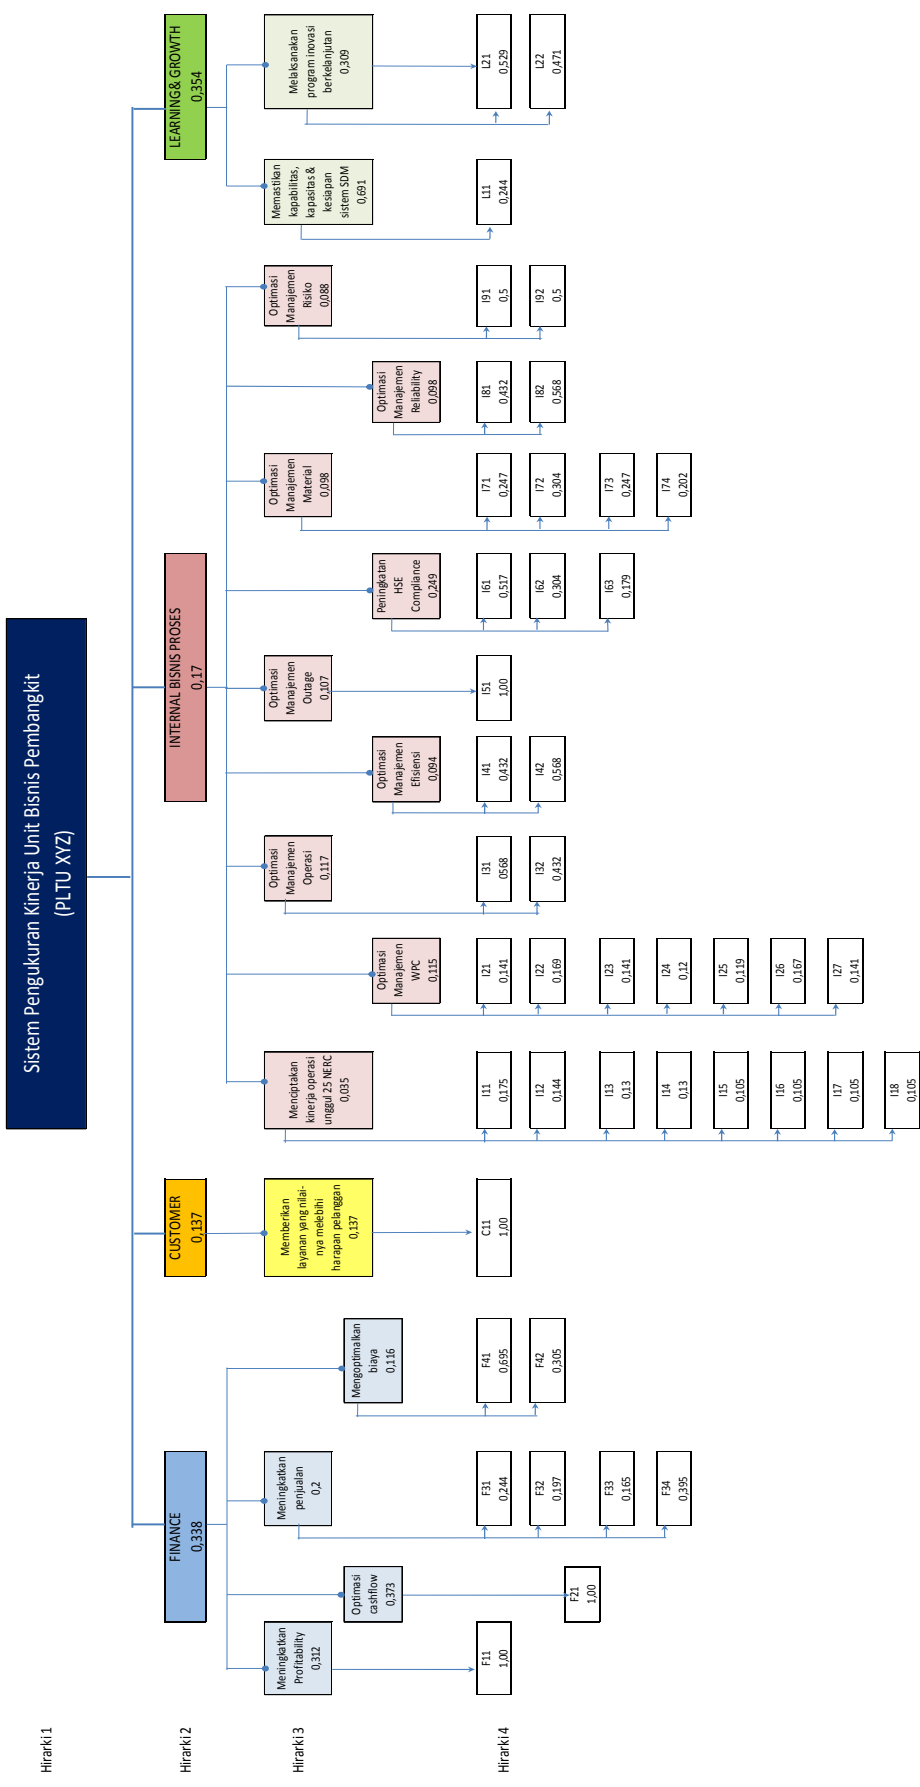 Sistem Pengukuran Kinerja Unit Bisnis Pembangkit
(PLTU XYZ)
Hirarki 1
Hirarki 2
FINANCE
0,338
CUSTOMER
0,137
INTERNAL BISNIS PROSES
0,17
LEARNING& GROWTH
0,354
Hirarki 3
Meningkatkan
Profitability
0,312
Optimasi
cashflow
0,373
Meningkatkan
penjualan
0,2
Mengoptimalkan
biaya
0,116
Memberikan
layanan yang nilai-
nya melebihi
harapan pelanggan
0,137
Menciptakan
kinerja operasi
unggul 25 NERC
0,035
Optimasi
Manajemen
WPC
0,115
Optimasi
Manajemen
Operasi
0,117
Optimasi
Manajemen
Efisiensi
0,094
Optimasi
Manajemen
Outage
0,107
Peningkatan
HSE
Compliance
0,249
Optimasi
Manajemen
Material
0,098
Optimasi
Manajemen
Reliability
0,098
Optimasi
Manajemen
Risiko
0,088
Memastikan
kapabilitas,
kapasitas &
kesiapan
sistem SDM
0,691
Melaksanakan
program inovasi
berkelanjutan
0,309
Hirarki 4
F11
1,00
F21
1,00
F31
0,244
F32
0,197
F33
0,165
F34
0,395
F41
0,695
F42
0,305
C11
1,00
I11
0,175
I12
0,144
I13
0,13
I14
0,13
I15
0,105
I16
0,105
I17
0,105
I18
0,105
I21
0,141
I22
0,169
I23
0,141
I24
0,12
I25
0,119
I26
0,167
I27
0,141
I31
0568
I32
0,432
I41
0,432
I42
0,568
I51
1,00
I61
0,517
I62
0,304
I63
0,179
I71
0,247
I72
0,304
I73
0,247
I74
0,202
I81
0,432
I82
0,568
I91
0,5
I92
0,5
L11
0,244
L21
0,529
L22
0,471